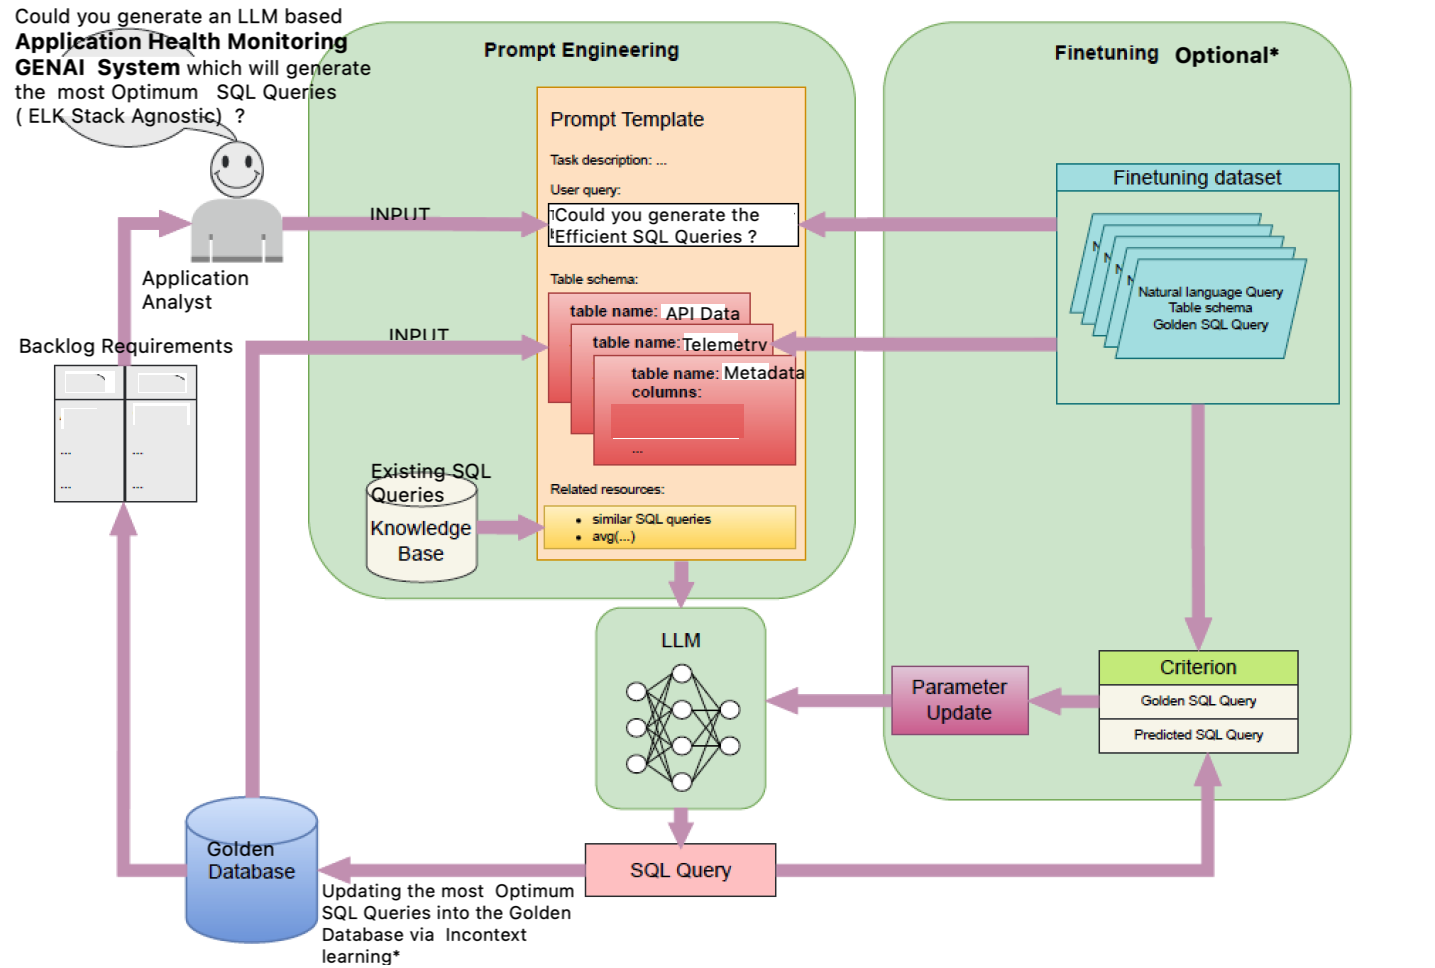 Could you generate an LLM based
Application Health Monitoring
GENAI System which will generate
the most Optimum SQL Queries
( ELK Stack Agnostic) ?
Application
Analyst
Backlog Requirements
...
...
...
...
Prompt Engineering
INPUT
INPUT
Prompt Template
Task description: ...
User query:
Could you generate the
Efficient SQL Queries ?
Table schema:
table name: API Data
table name: Telemetry
table name: Metadata
columns:
...
Existing SQL
Queries
Knowledge
Base
Related resources:
• similar SQL queries
• avg(...)
LLM
SQL Query
Golden
Database
Updating the most Optimum
SQL Queries into the Golden
Database via Incontext
learning*
Finetuning Optional*
Finetuning dataset
N
N
N
N
Natural language Query
Table schema
Golden SQL Query
Criterion
Golden SQL Query
Predicted SQL Query
Parameter
Update